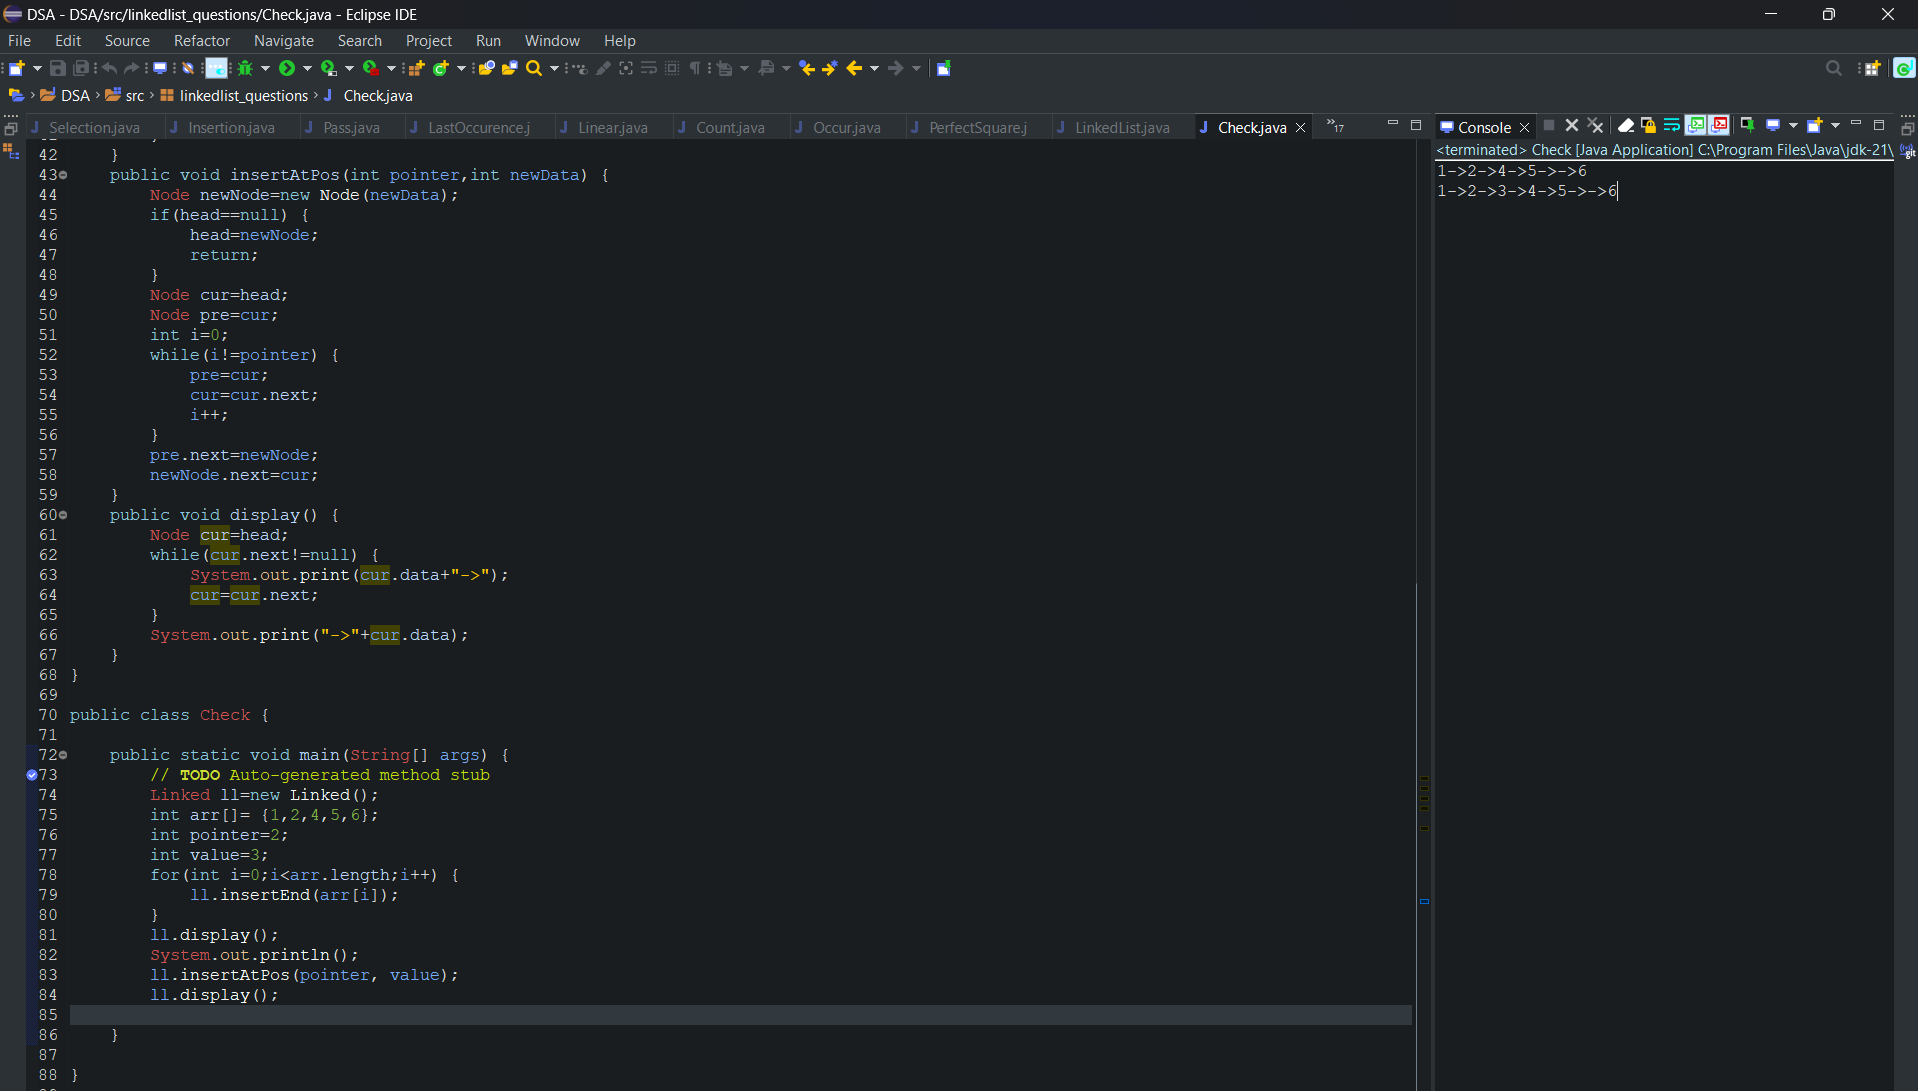 DSA - DSA/src/linkedlist_questions/Check.java - Eclipse IDE
File Edit Source Refactor Navigate Search Project Run Window Help
DSA › src › linkedlist_questions › Check.java
Selection.java Insertion.java Pass.java LastOccurence.j Linear.java Count.java Occur.java PerfectSquare.j LinkedList.java Check.java »17
Console
<terminated> Check [Java Application] C:\Program Files\Java\jdk-21\
1->2->4->5->->6
1->2->3->4->5->->6
42     }
43     public void insertAtPos(int pointer,int newData) {
44         Node newNode=new Node(newData);
45         if(head==null) {
46             head=newNode;
47             return;
48         }
49         Node cur=head;
50         Node pre=cur;
51         int i=0;
52         while(i!=pointer) {
53             pre=cur;
54             cur=cur.next;
55             i++;
56         }
57         pre.next=newNode;
58         newNode.next=cur;
59     }
60     public void display() {
61         Node cur=head;
62         while(cur.next!=null) {
63             System.out.print(cur.data+"->");
64             cur=cur.next;
65         }
66         System.out.print("->"+cur.data);
67     }
68 }
69
70 public class Check {
71
72     public static void main(String[] args) {
73         // TODO Auto-generated method stub
74         Linked ll=new Linked();
75         int arr[]= {1,2,4,5,6};
76         int pointer=2;
77         int value=3;
78         for(int i=0;i<arr.length;i++) {
79             ll.insertEnd(arr[i]);
80         }
81         ll.display();
82         System.out.println();
83         ll.insertAtPos(pointer, value);
84         ll.display();
85
86     }
87
88 }